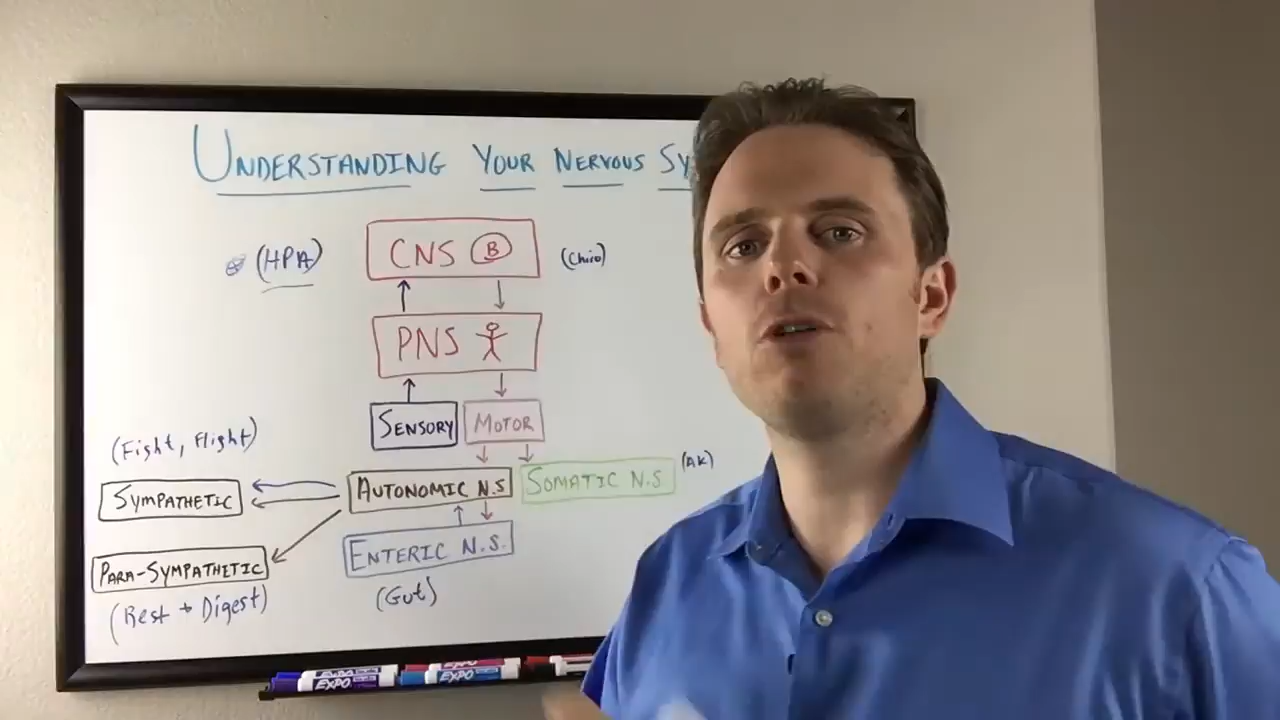 UNDERSTANDING YOUR NERVOUS SY
(HPA)
CNS B
(Chiro)
PNS
SENSORY
MOTOR
(Fight, Flight)
SYMPATHETIC
AUTONOMIC N.S
SOMATIC N.S
(AK)
PARA-SYMPATHETIC
ENTERIC N.S.
(Rest + Digest)
(Gut)
EXPO
EXPO
EXPO